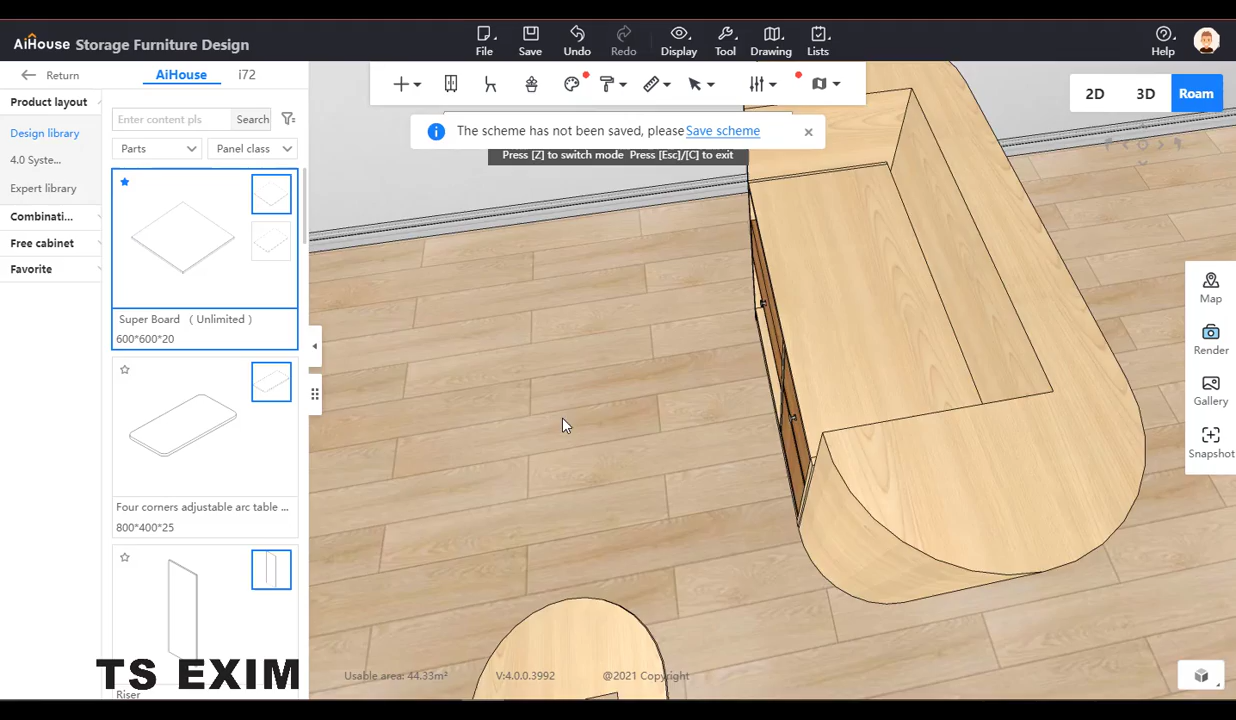 AiHouse Storage Furniture Design
File
Save
Undo
Redo
Display
Tool
Drawing
Lists
Help
Return
AiHouse
i72
Product layout
Design library
4.0 Syste...
Expert library
Combinati...
Free cabinet
Favorite
Enter content pls
Search
Parts
Panel class
Super Board （ Unlimited ）
600*600*20
Four corners adjustable arc table ...
800*400*25
Riser
The scheme has not been saved, please Save scheme
Press [Z] to switch mode Press [Esc]/[C] to exit
2D
3D
Roam
Map
Render
Gallery
Snapshot
TS EXIM
Usable area: 44.33m²
V:4.0.0.3992
@2021 Copyright